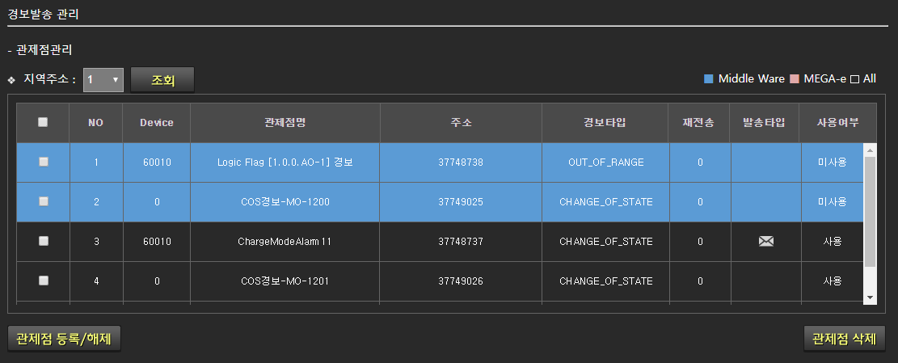 경보발송 관리
- 관제점관리
❖ 지역주소 : 1 ▼ 조회 Middle Ware MEGA-e All
NO Device 관제점명 주소 경보타입 재전송 발송타입 사용여부
1 60010 Logic Flag [1.0.0.AO-1] 경보 37748738 OUT_OF_RANGE 0 미사용
2 0 COS경보-MO-1200 37749025 CHANGE_OF_STATE 0 미사용
3 60010 ChargeModeAlarm 11 37748737 CHANGE_OF_STATE 0 사용
4 0 COS경보-MO-1201 37749026 CHANGE_OF_STATE 0 사용
관제점 등록/해제 관제점 삭제